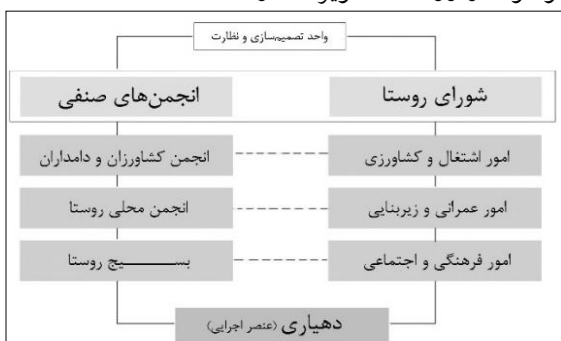 واحد تصمیم‌سازی و نظارت
شورای روستا
انجمن‌های صنفی
امور اشتغال و کشاورزی
انجمن کشاورزان و دامداران
امور عمرانی و زیربنایی
انجمن محلی روستا
امور فرهنگی و اجتماعی
بســـــــیج روستا
دهیاری (عنصر اجرایی)